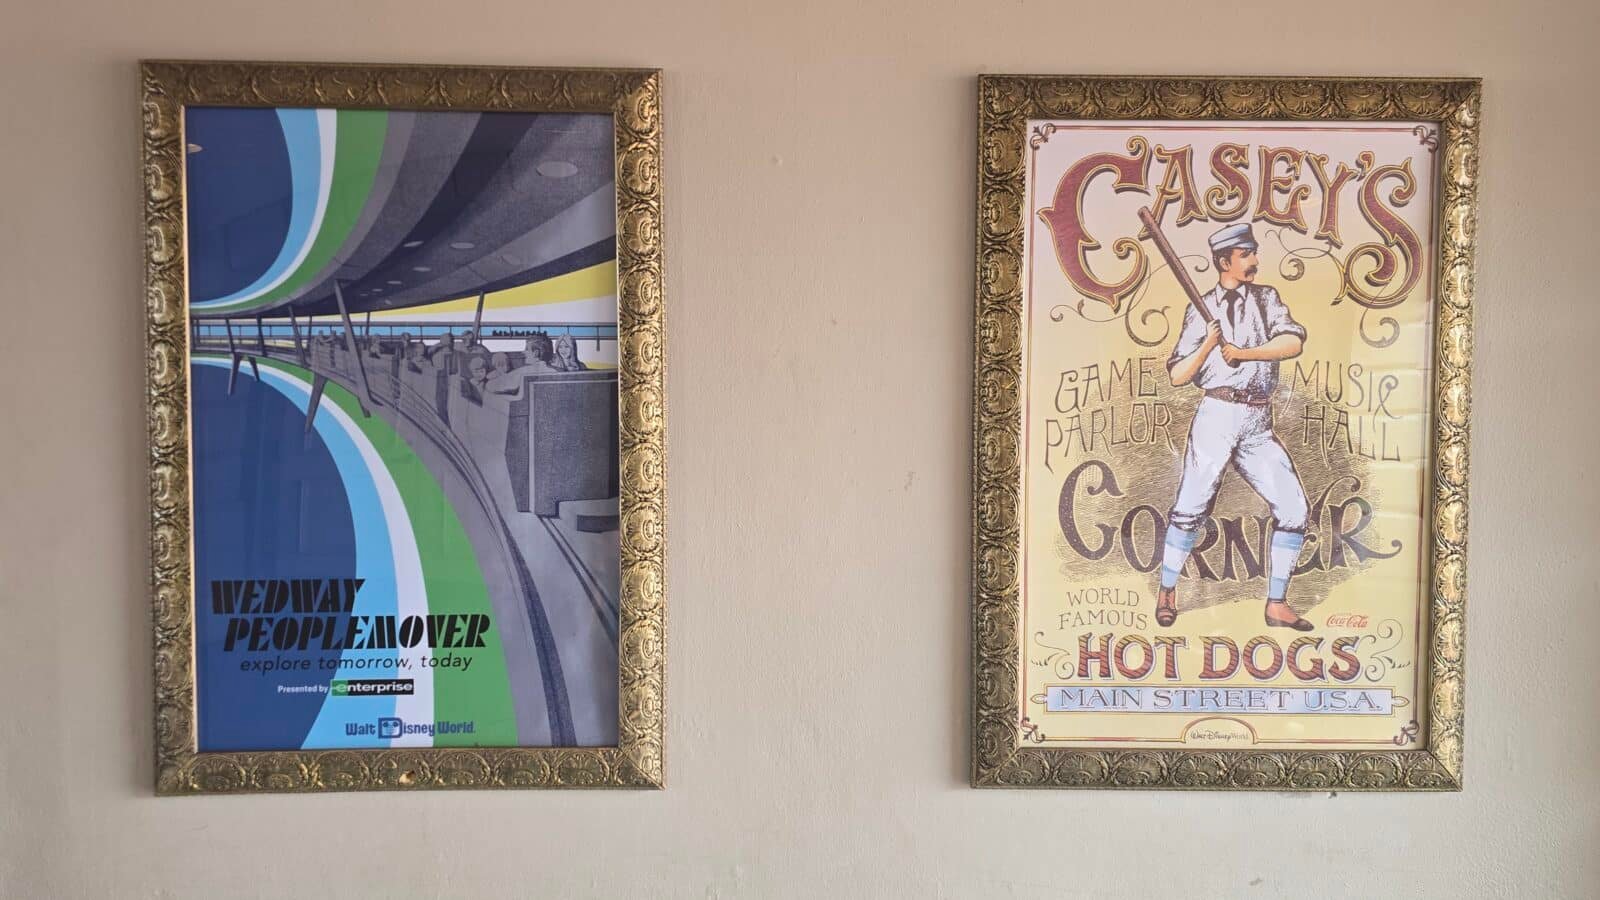 WEDWAY
PEOPLEMOVER
explore tomorrow, today
Presented by enterprise
Walt Disney World.
CASEY'S
GAME
PARLOR
MUSIC
HALL
CORNER
WORLD
FAMOUS
Coca-Cola
HOT DOGS
MAIN STREET U.S.A.
Walt Disney World